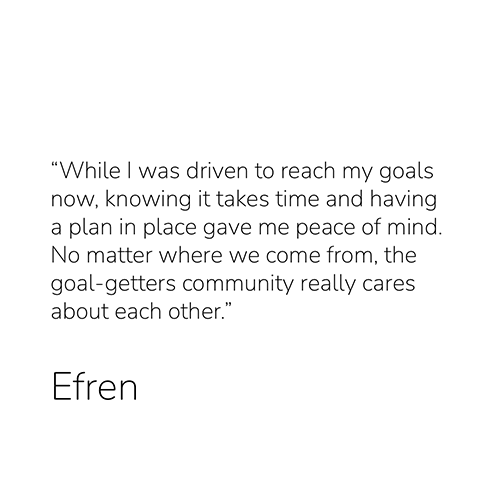 “While I was driven to reach my goals
now, knowing it takes time and having
a plan in place gave me peace of mind.
No matter where we come from, the
goal-getters community really cares
about each other.”
Efren